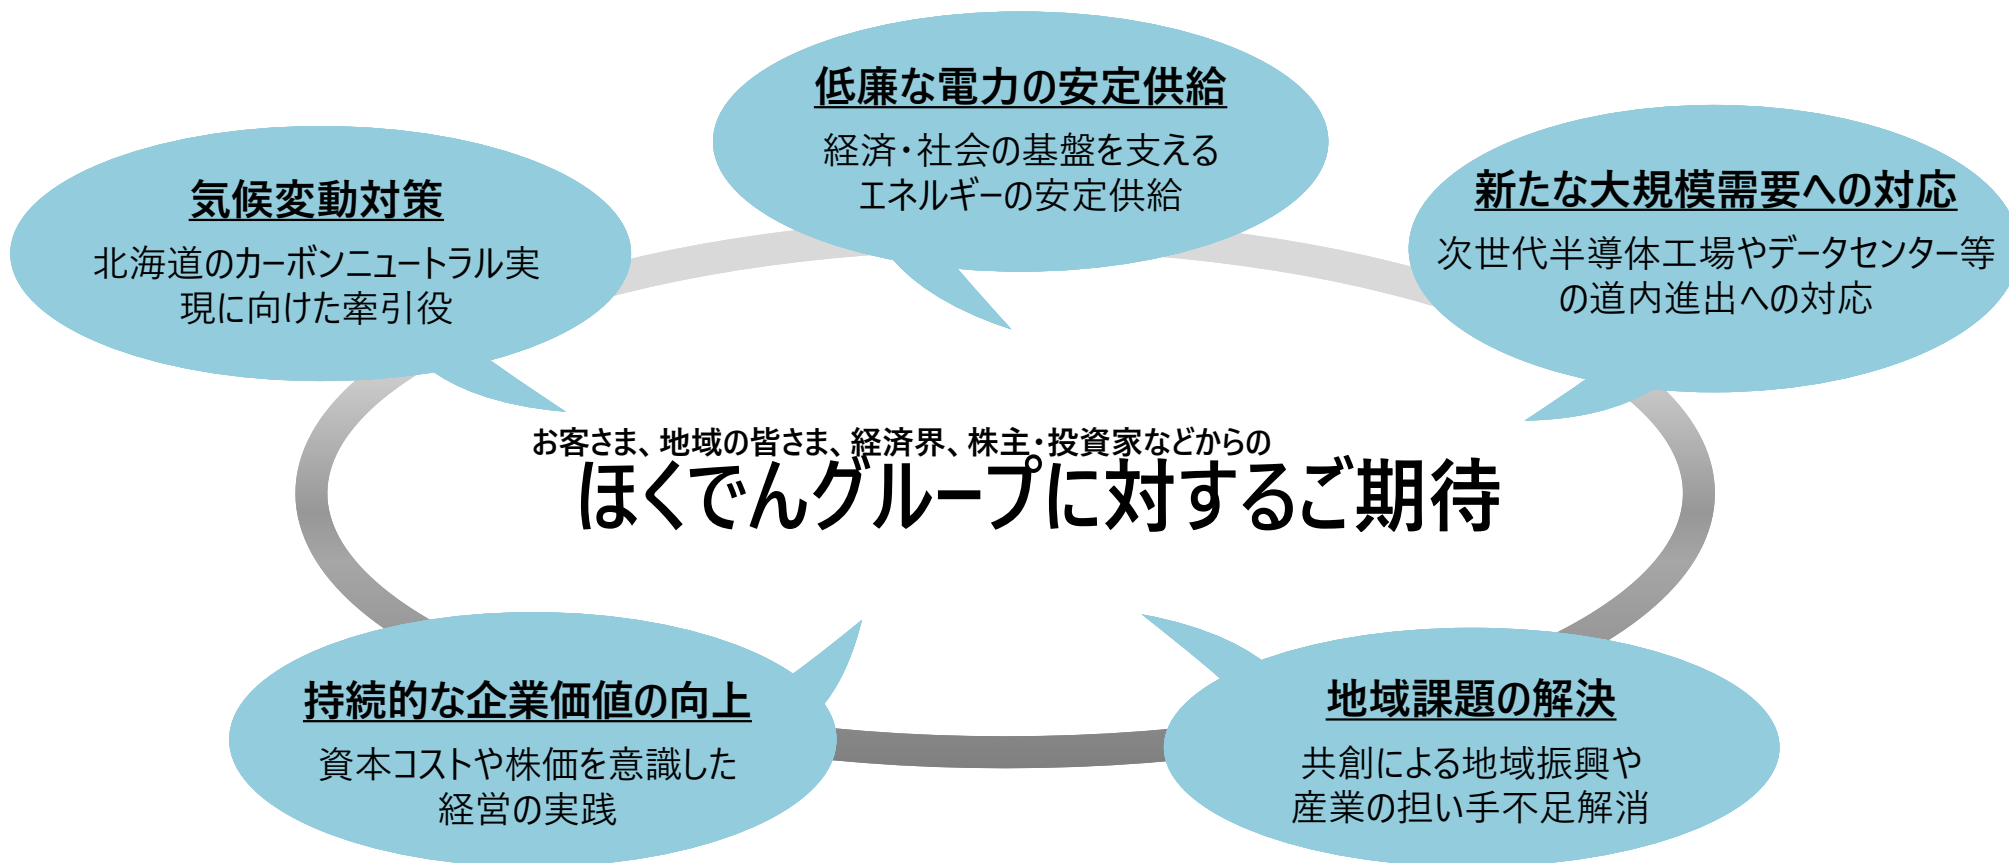 低廉な電力の安定供給
経済・社会の基盤を支える
エネルギーの安定供給
気候変動対策
北海道のカーボンニュートラル実
現に向けた牽引役
新たな大規模需要への対応
次世代半導体工場やデータセンター等
の道内進出への対応
お客さま、地域の皆さま、経済界、株主・投資家などからの
ほくでんグループに対するご期待
持続的な企業価値の向上
資本コストや株価を意識した
経営の実践
地域課題の解決
共創による地域振興や
産業の担い手不足解消